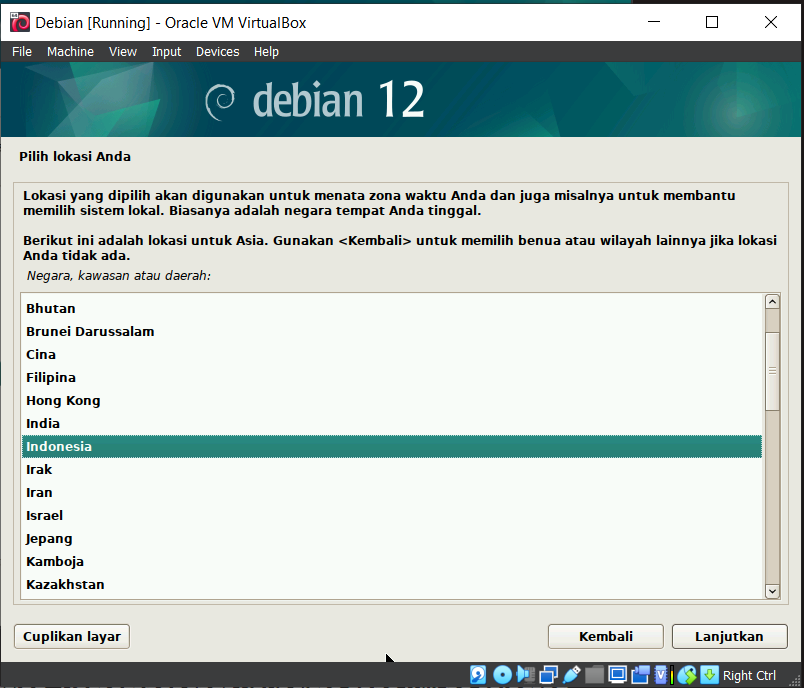 Debian [Running] - Oracle VM VirtualBox
File Machine View Input Devices Help
debian 12
Pilih lokasi Anda
Lokasi yang dipilih akan digunakan untuk menata zona waktu Anda dan juga misalnya untuk membantu
memilih sistem lokal. Biasanya adalah negara tempat Anda tinggal.
Berikut ini adalah lokasi untuk Asia. Gunakan <Kembali> untuk memilih benua atau wilayah lainnya jika lokasi
Anda tidak ada.
Negara, kawasan atau daerah:
Bhutan
Brunei Darussalam
Cina
Filipina
Hong Kong
India
Indonesia
Irak
Iran
Israel
Jepang
Kamboja
Kazakhstan
Cuplikan layar Kembali Lanjutkan
Right Ctrl